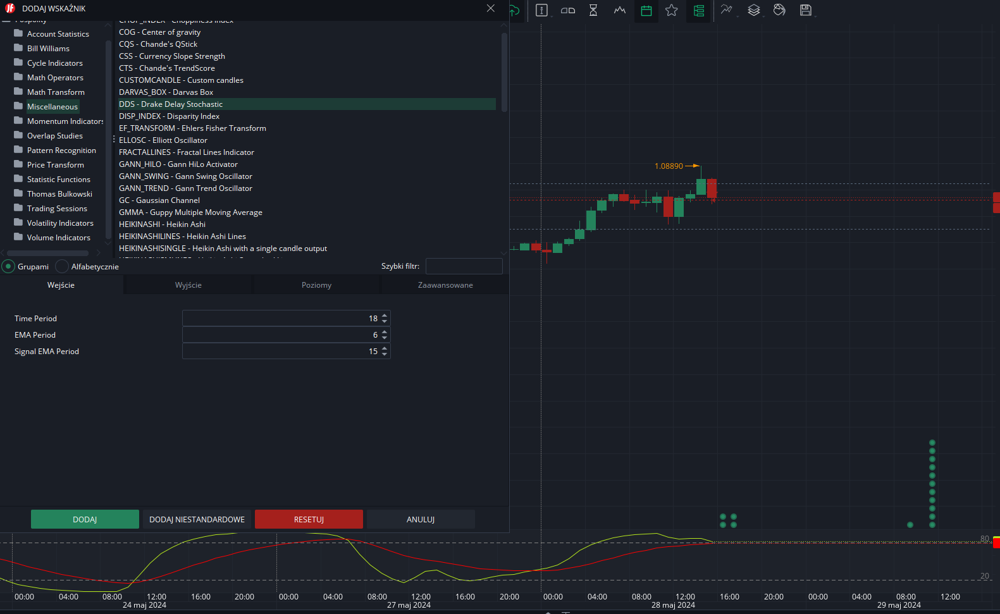 DODAJ WSKAŹNIK
Account Statistics
Bill Williams
Cycle Indicators
Math Operators
Math Transform
Miscellaneous
Momentum Indicators
Overlap Studies
Pattern Recognition
Price Transform
Statistic Functions
Thomas Bulkowski
Trading Sessions
Volatility Indicators
Volume Indicators
CHOP_INDEX - Choppiness Index
COG - Center of gravity
CQS - Chande's QStick
CSS - Currency Slope Strength
CTS - Chande's TrendScore
CUSTOMCANDLE - Custom candles
DARVAS_BOX - Darvas Box
DDS - Drake Delay Stochastic
DISP_INDEX - Disparity Index
EF_TRANSFORM - Ehlers Fisher Transform
ELLOSC - Elliott Oscillator
FRACTALLINES - Fractal Lines Indicator
GANN_HILO - Gann HiLo Activator
GANN_SWING - Gann Swing Oscillator
GANN_TREND - Gann Trend Oscillator
GC - Gaussian Channel
GMMA - Guppy Multiple Moving Average
HEIKINASHI - Heikin Ashi
HEIKINASHILINES - Heikin Ashi Lines
HEIKINASHISINGLE - Heikin Ashi with a single candle output
Grupami Alfabetycznie Szybki filtr:
Wejście Wyjście Poziomy Zaawansowane
Time Period 18
EMA Period 6
Signal EMA Period 15
DODAJ DODAJ NIESTANDARDOWE RESETUJ ANULUJ
1.08890
80
20
00:00 04:00 08:00 12:00 16:00 20:00 00:00 04:00 08:00 12:00 16:00 20:00 00:00 04:00 08:00 12:00 16:00 20:00 00:00 04:00 08:00 12:00
24 maj 2024 27 maj 2024 28 maj 2024 29 maj 2024